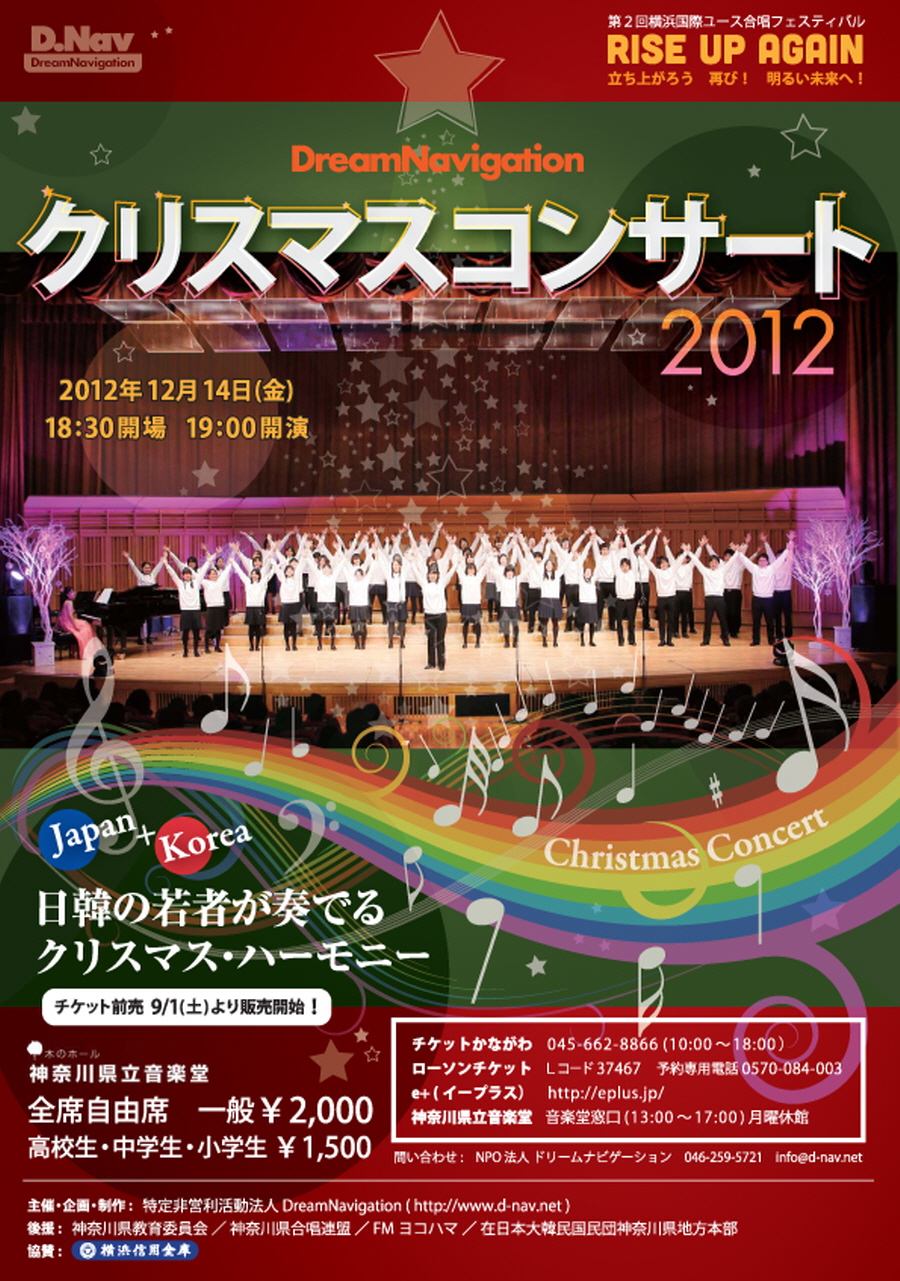 D.Nav
DreamNavigation
第2回横浜国際ユース合唱フェスティバル
RISE UP AGAIN
立ち上がろう 再び！ 明るい未来へ！
DreamNavigation
クリスマスコンサート
2012
2012年12月14日(金)
18:30開場 19:00開演
Japan+Korea
Christmas Concert
日韓の若者が奏でる
クリスマス・ハーモニー
チケット前売 9/1(土)より販売開始！
木のホール
神奈川県立音楽堂
全席自由席 一般￥2,000
高校生・中学生・小学生 ￥1,500
チケットかながわ 045-662-8866 (10:00～18:00)
ローソンチケット Lコード 37467 予約専用電話 0570-084-003
e+(イープラス) http://eplus.jp/
神奈川県立音楽堂 音楽堂窓口(13:00～17:00)月曜休館
問い合わせ： NPO法人 ドリームナビゲーション 046-259-5721 info@d-nav.net
主催・企画・制作： 特定非営利活動法人 DreamNavigation ( http://www.d-nav.net )
後援： 神奈川県教育委員会／神奈川県合唱連盟／FM ヨコハマ／在日本大韓民国民団神奈川県地方本部
協賛： 横浜信用金庫